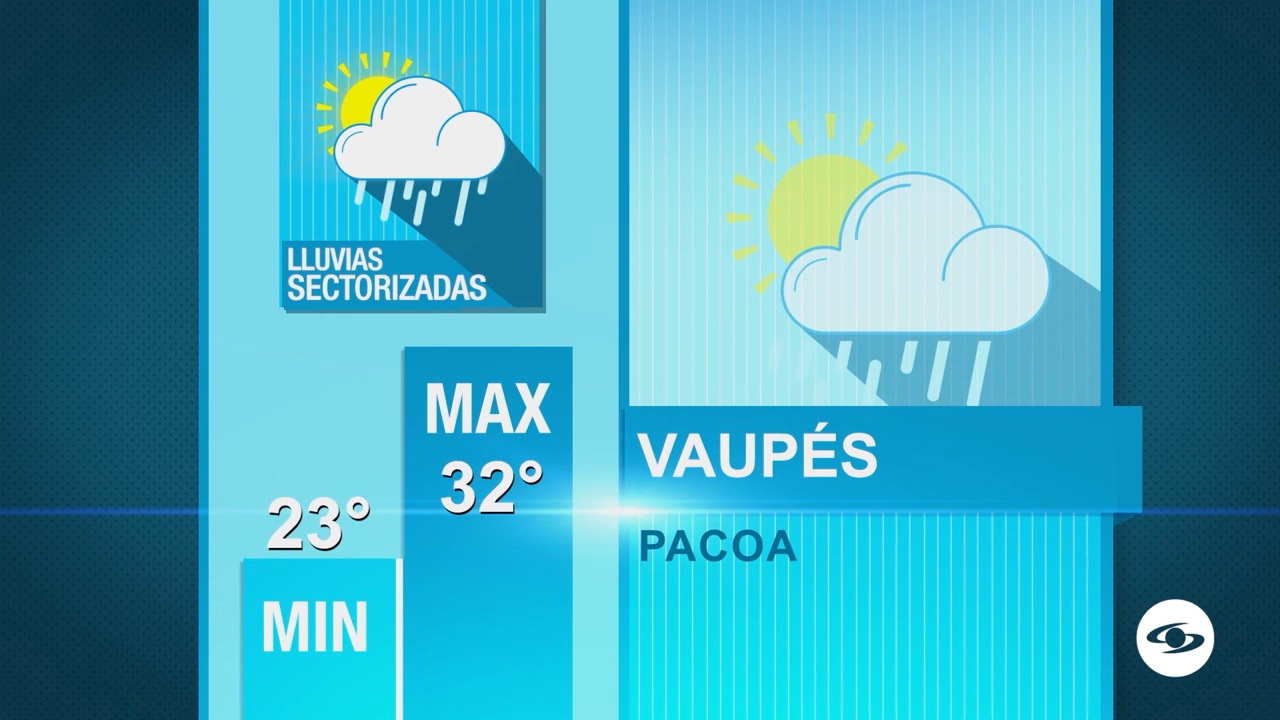 LLUVIAS
SECTORIZADAS
MAX
32°
23°
MIN
VAUPÉS
PACOA